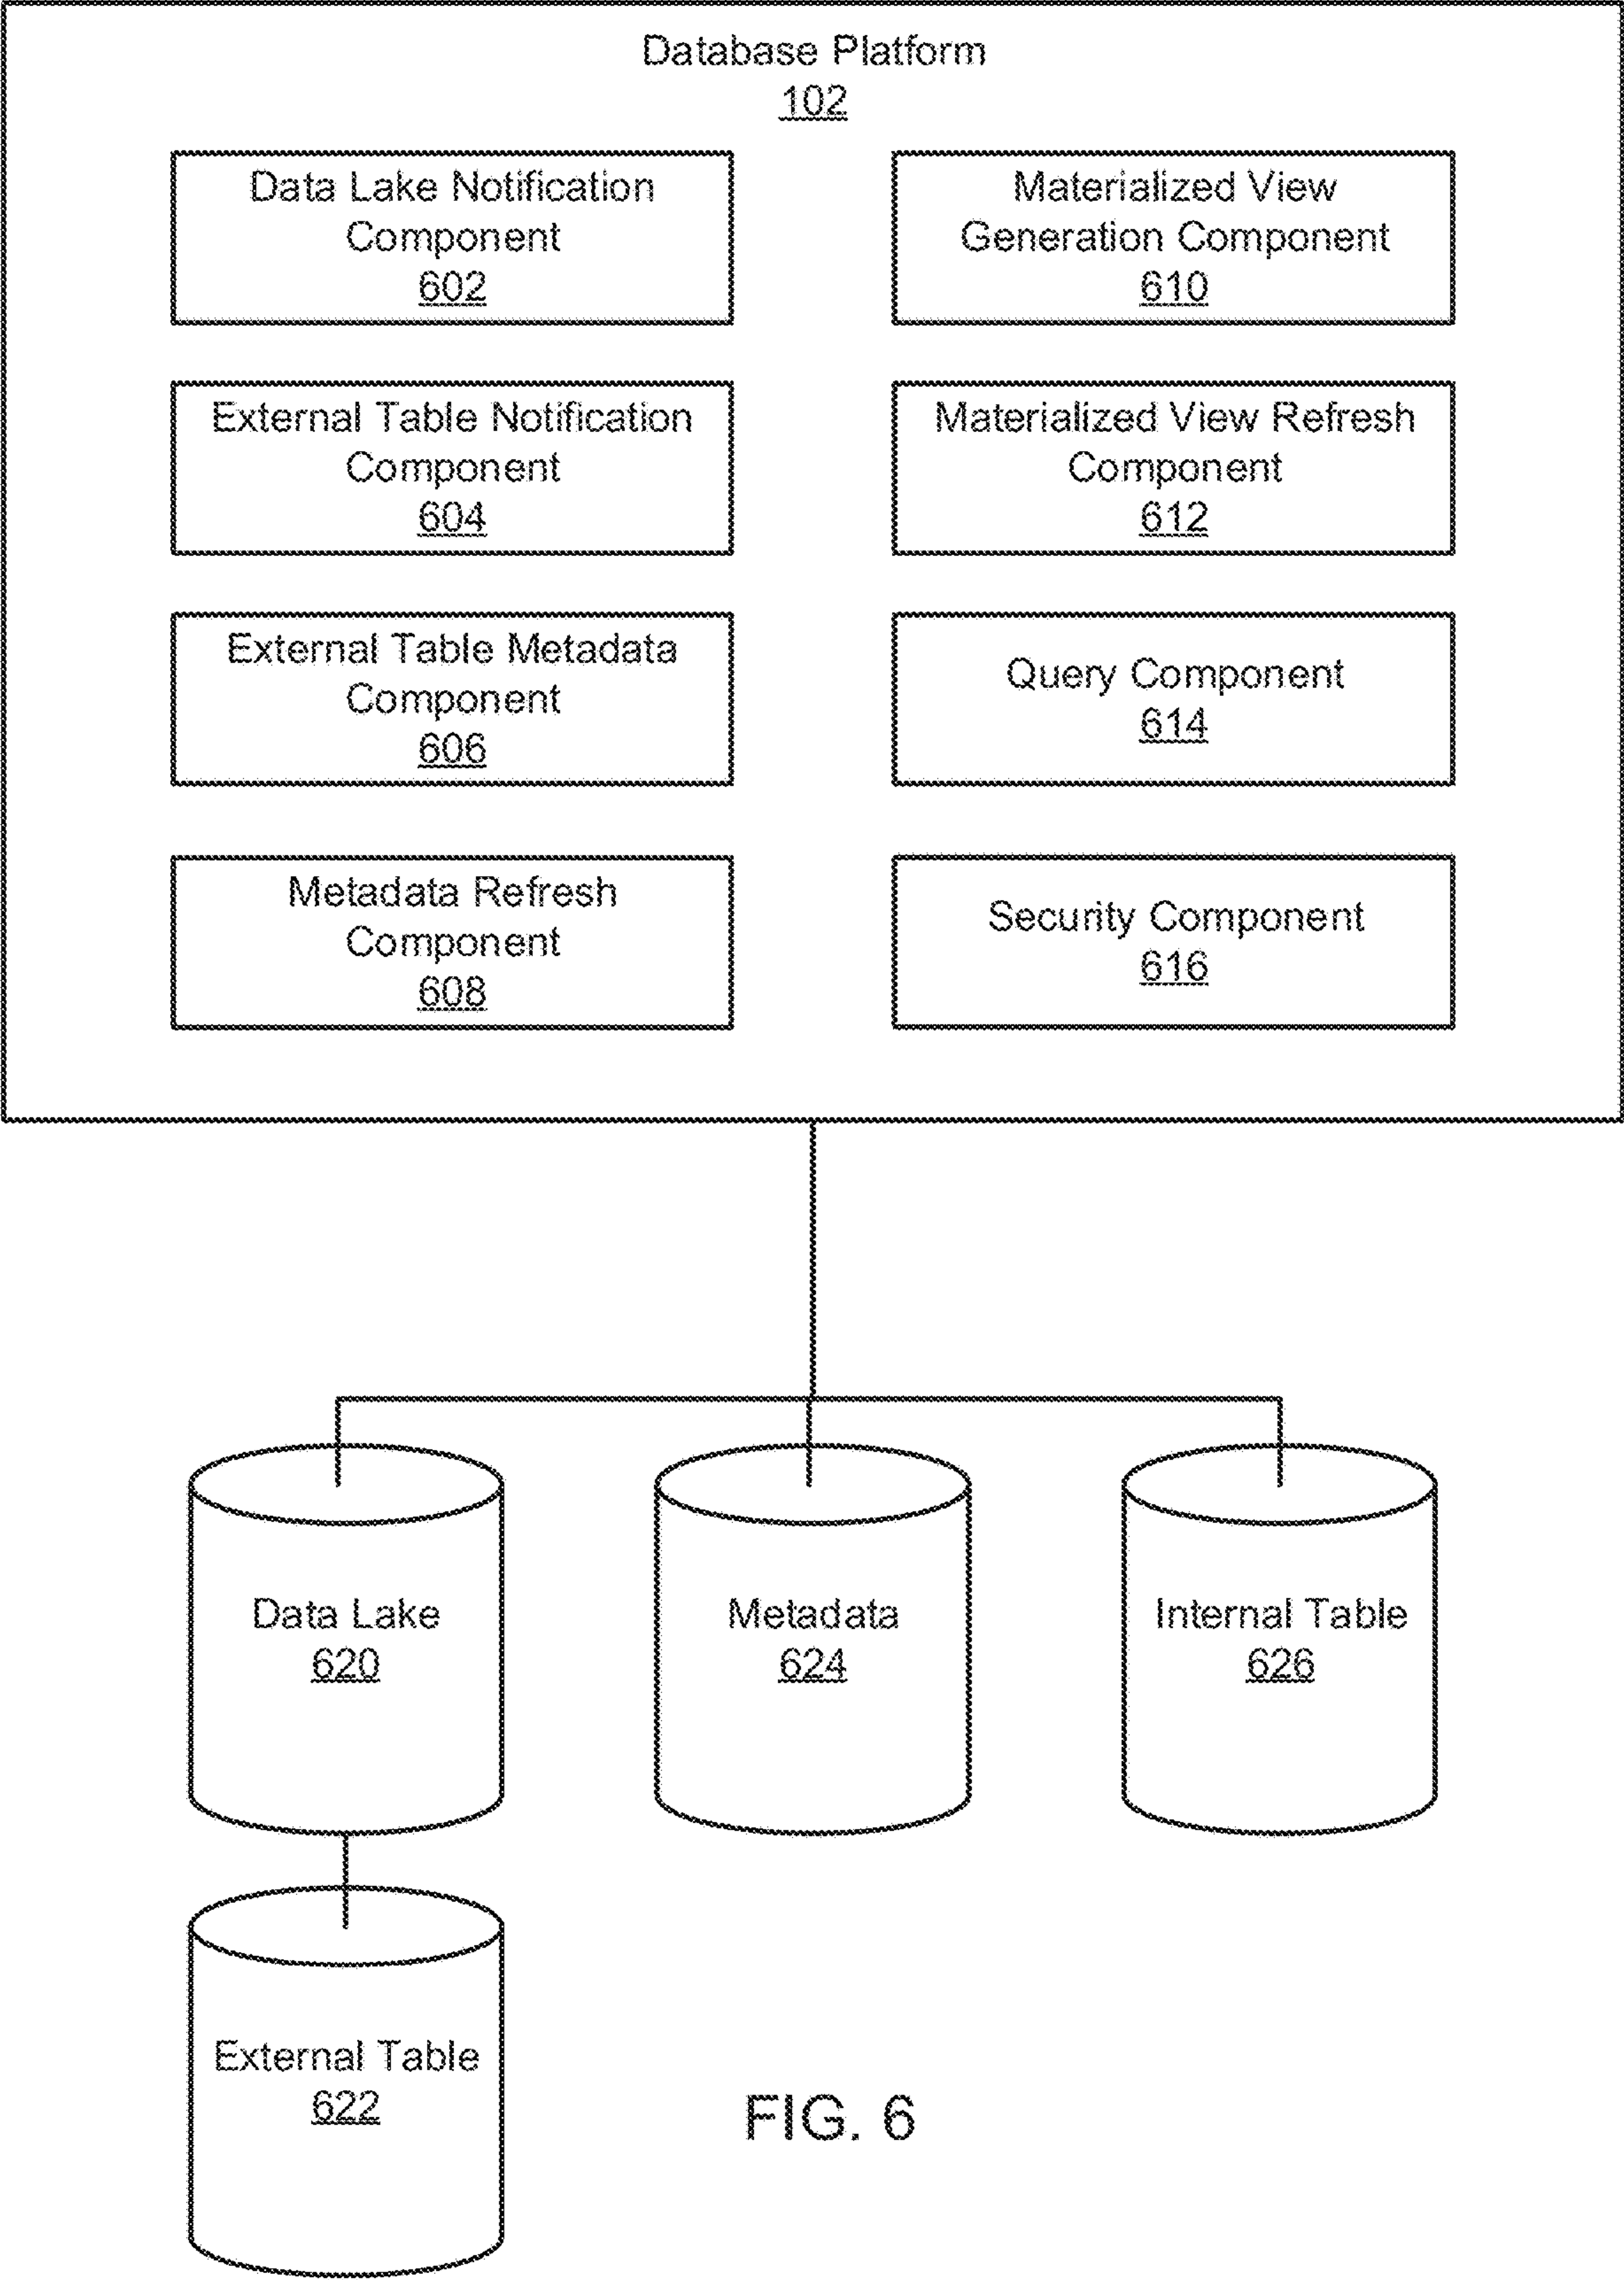 Database Platform
102
Data Lake Notification
Component
602
Materialized View
Generation Component
610
External Table Notification
Component
604
Materialized View Refresh
Component
612
External Table Metadata
Component
606
Query Component
614
Metadata Refresh
Component
608
Security Component
616
Data Lake
620
Metadata
624
Internal Table
626
External Table
622
FIG. 6